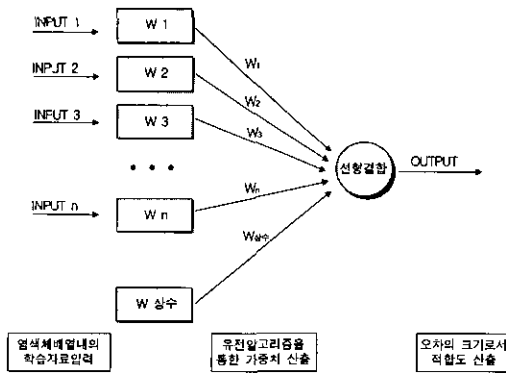 INPUT 1
W 1
INPUT 2
W 2
INPUT 3
W 3
• • •
INPUT n
W n
W 상수
W₁
W₂
W₃
Wₙ
W상수
선형결합
OUTPUT
염색체배열내의
학습자료입력
유전알고리즘을
통한 가중치 산출
오차의 크기로서
적합도 산출